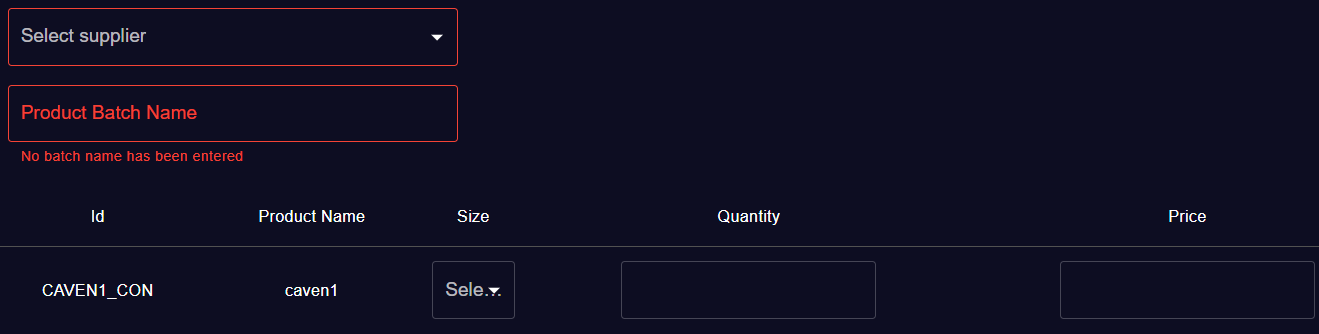 Select supplier
Product Batch Name
No batch name has been entered
Id Product Name Size Quantity Price
CAVEN1_CON caven1 Sele...